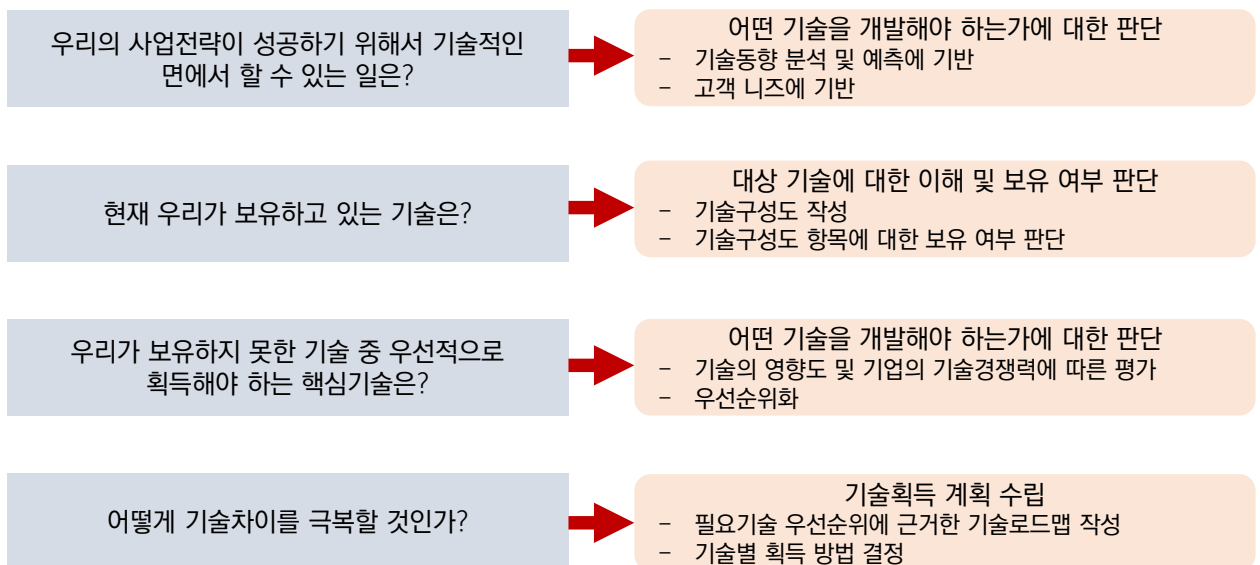 우리의 사업전략이 성공하기 위해서 기술적인
면에서 할 수 있는 일은?
어떤 기술을 개발해야 하는가에 대한 판단
- 기술동향 분석 및 예측에 기반
- 고객 니즈에 기반
현재 우리가 보유하고 있는 기술은?
대상 기술에 대한 이해 및 보유 여부 판단
- 기술구성도 작성
- 기술구성도 항목에 대한 보유 여부 판단
우리가 보유하지 못한 기술 중 우선적으로
획득해야 하는 핵심기술은?
어떤 기술을 개발해야 하는가에 대한 판단
- 기술의 영향도 및 기업의 기술경쟁력에 따른 평가
- 우선순위화
어떻게 기술차이를 극복할 것인가?
기술획득 계획 수립
- 필요기술 우선순위에 근거한 기술로드맵 작성
- 기술별 획득 방법 결정